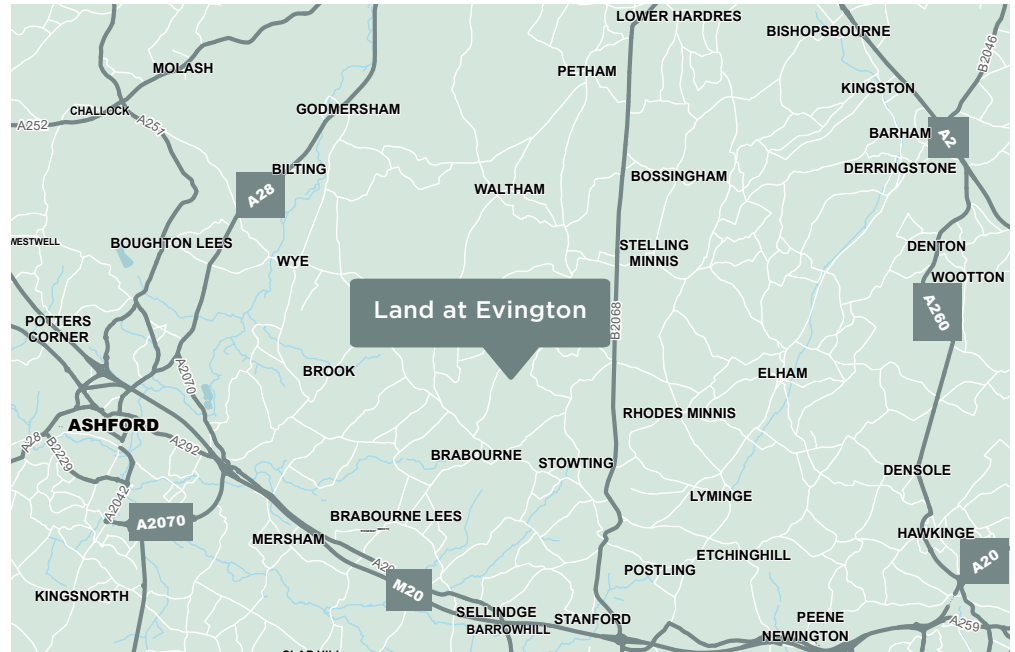 LOWER HARDRES
BISHOPSBOURNE
B2046
MOLASH
PETHAM
KINGSTON
CHALLOCK
GODMERSHAM
A252
A251
BARHAM
A2
BILTING
DERRINGSTONE
A28
WALTHAM
BOSSINGHAM
WESTWELL
BOUGHTON LEES
STELLING
MINNIS
DENTON
WYE
WOOTTON
Land at Evington
A260
B2068
POTTERS
CORNER
BROOK
A2070
ELHAM
RHODES MINNIS
ASHFORD
A28
B2229
A292
BRABOURNE
STOWTING
DENSOLE
A2042
LYMINGE
A2070
BRABOURNE LEES
MERSHAM
HAWKINGE
ETCHINGHILL
A20
POSTLING
M20
KINGSNORTH
SELLINDGE
STANFORD
PEENE
A259
BARROWHILL
NEWINGTON